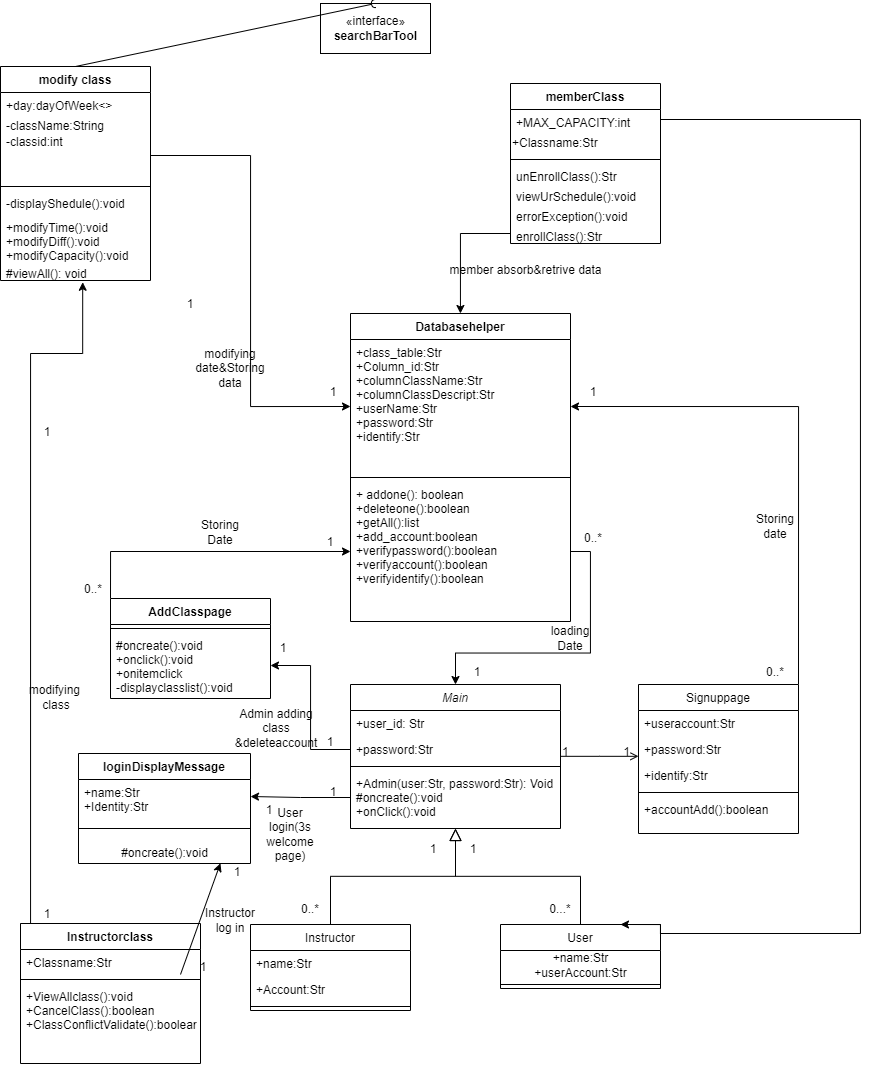 «interface»
searchBarTool
modify class
+day:dayOfWeek<>
-className:String
-classid:int
-displayShedule():void
+modifyTime():void
+modifyDiff():void
+modifyCapacity():void
#viewAll(): void
memberClass
+MAX_CAPACITY:int
+Classname:Str
unEnrollClass():Str
viewUrSchedule():void
errorException():void
enrollClass():Str
member absorb&retrive data
1
modifying
date&Storing
data
1
Databasehelper
+class_table:Str
+Column_id:Str
+columnClassName:Str
+columnClassDescript:Str
+userName:Str
+password:Str
+identify:Str
+ addone(): boolean
+deleteone():boolean
+getAll():list
+add_account:boolean
+verifypassword():boolean
+verifyaccount():boolean
+verifyidentify():boolean
1
1
Storing
Date
1
0..*
0..*
Storing
date
0..*
loading
Date
1
AddClasspage
#oncreate():void
+onclick():void
+onitemclick
-displayclasslist():void
1
Admin adding
class
&deleteaccount
1
modifying
class
Main
+user_id: Str
+password:Str
+Admin(user:Str, password:Str): Void
#oncreate():void
+onClick():void
1
1
Signuppage
+useraccount:Str
+password:Str
+identify:Str
+accountAdd():boolean
loginDisplayMessage
+name:Str
+Identity:Str
#oncreate():void
1
1
User
login(3s
welcome
page)
1
1
1
0..*
0...*
1
Instructor
log in
1
1
Instructorclass
+Classname:Str
+ViewAllclass():void
+CancelClass():boolean
+ClassConflictValidate():boolear
Instructor
+name:Str
+Account:Str
User
+name:Str
+userAccount:Str